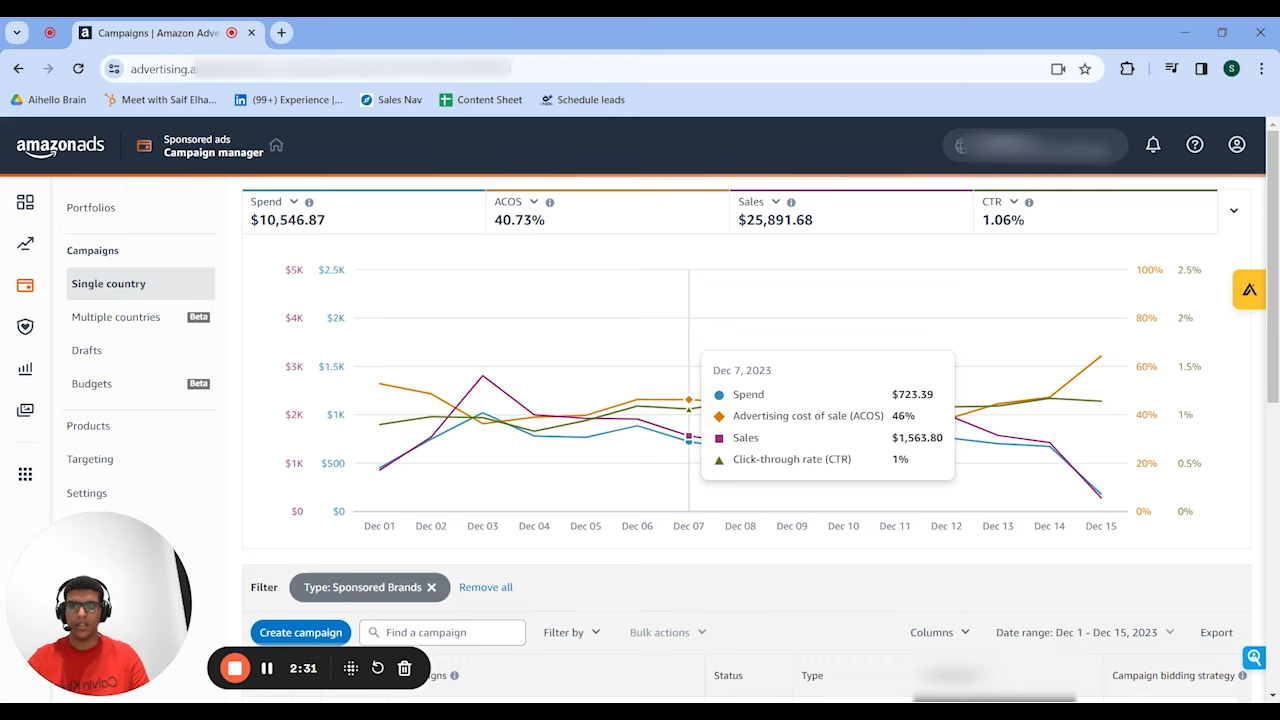 Campaigns | Amazon Adve
advertising.a
Aihello Brain
Meet with Saif Elha...
(99+) Experience |...
Sales Nav
Content Sheet
Schedule leads
S
amazonads
Sponsored ads
Campaign manager
Portfolios
Campaigns
Single country
Multiple countries Beta
Drafts
Budgets Beta
Products
Targeting
Settings
Spend ACOS Sales CTR
$10,546.87 40.73% $25,891.68 1.06%
$5K $2.5K 100% 2.5%
$4K $2K 80% 2%
$3K $1.5K 60% 1.5%
$2K $1K 40% 1%
$1K $500 20% 0.5%
$0 $0 0% 0%
Dec 01 Dec 02 Dec 03 Dec 04 Dec 05 Dec 06 Dec 07 Dec 08 Dec 09 Dec 10 Dec 11 Dec 12 Dec 13 Dec 14 Dec 15
Dec 7, 2023
Spend $723.39
Advertising cost of sale (ACOS) 46%
Sales $1,563.80
Click-through rate (CTR) 1%
Filter Type: Sponsored Brands Remove all
Create campaign Find a campaign Filter by Bulk actions Columns Date range: Dec 1 - Dec 15, 2023 Export
2:31
gns Status Type Campaign bidding strategy
Calvin Kl